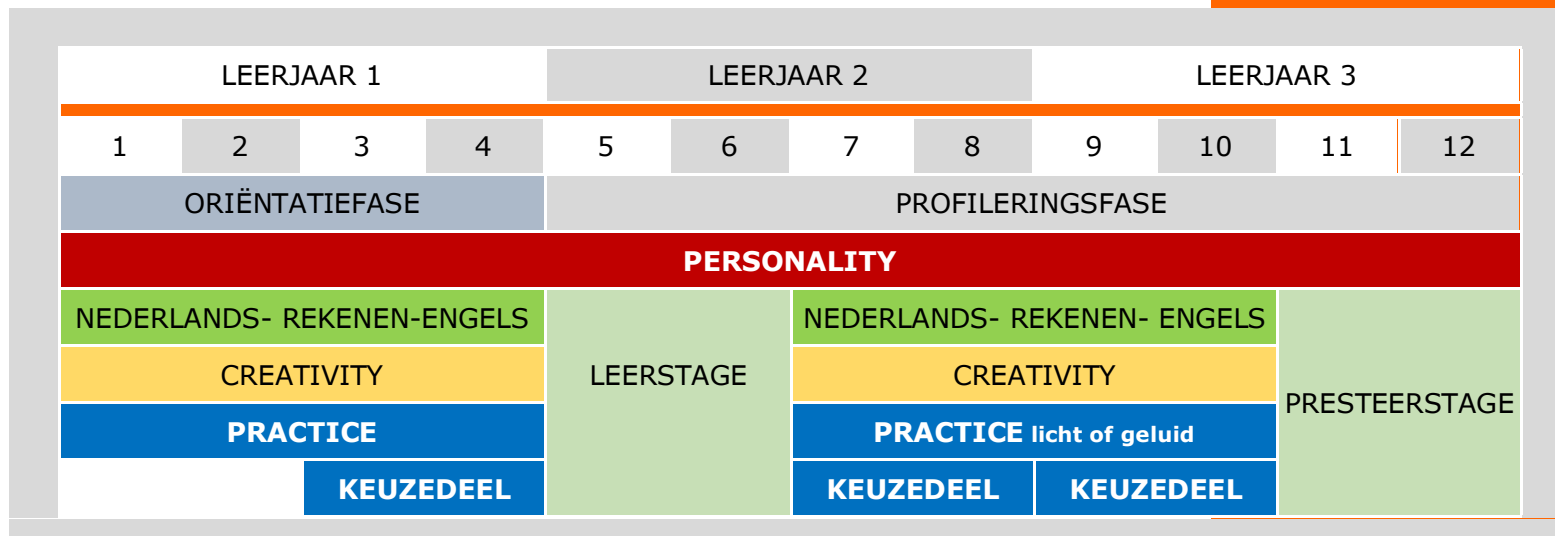 LEERJAAR 1 LEERJAAR 2 LEERJAAR 3
1 2 3 4 5 6 7 8 9 10 11 12
ORIËNTATIEFASE PROFILERINGSFASE
PERSONALITY
NEDERLANDS- REKENEN-ENGELS NEDERLANDS- REKENEN- ENGELS
CREATIVITY LEERSTAGE CREATIVITY
PRESTEERSTAGE
PRACTICE PRACTICE licht of geluid
KEUZEDEEL KEUZEDEEL KEUZEDEEL